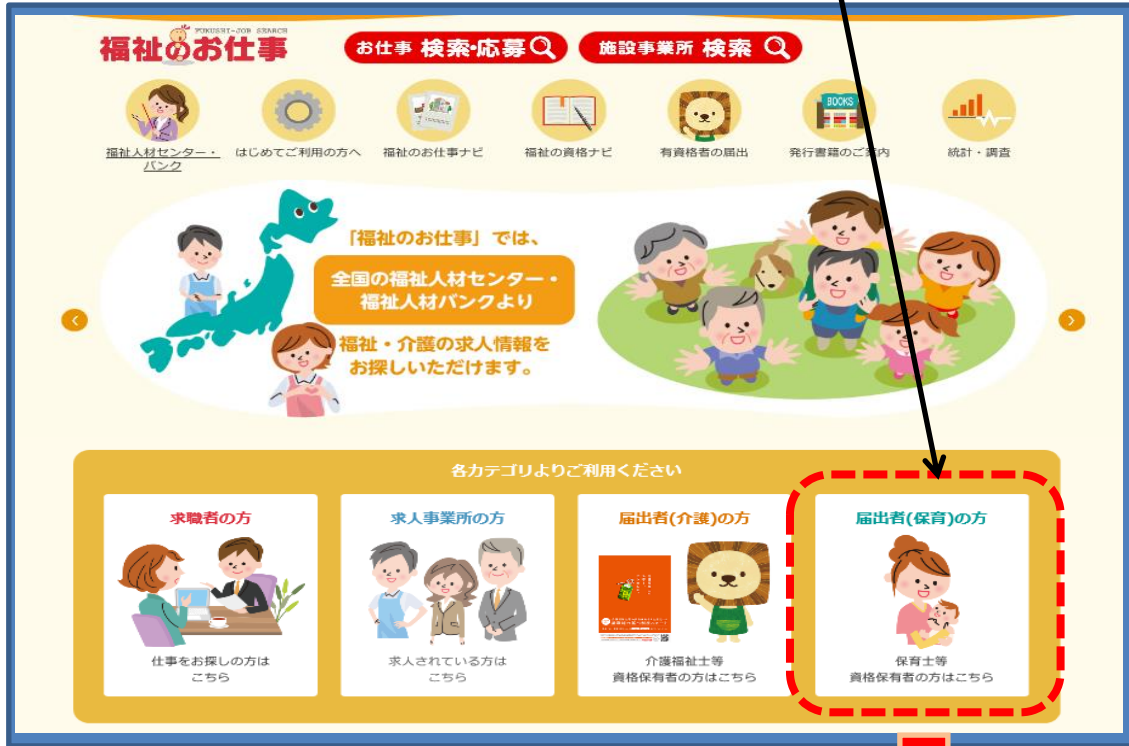 FUKUSHI-JOB SEARCH
福祉のお仕事
お仕事 検索・応募
施設事業所 検索
福祉人材センター・
バンク
はじめてご利用の方へ
福祉のお仕事ナビ
福祉の資格ナビ
有資格者の届出
BOOKS
発行書籍のご案内
統計・調査
「福祉のお仕事」では、
全国の福祉人材センター・
福祉人材バンクより
福祉・介護の求人情報を
お探しいただけます。
各カテゴリよりご利用ください
求職者の方
仕事をお探しの方は
こちら
求人事業所の方
求人されている方は
こちら
届出者(介護)の方
介護福祉士等
資格保有者の方はこちら
届出者(保育)の方
保育士等
資格保有者の方はこちら